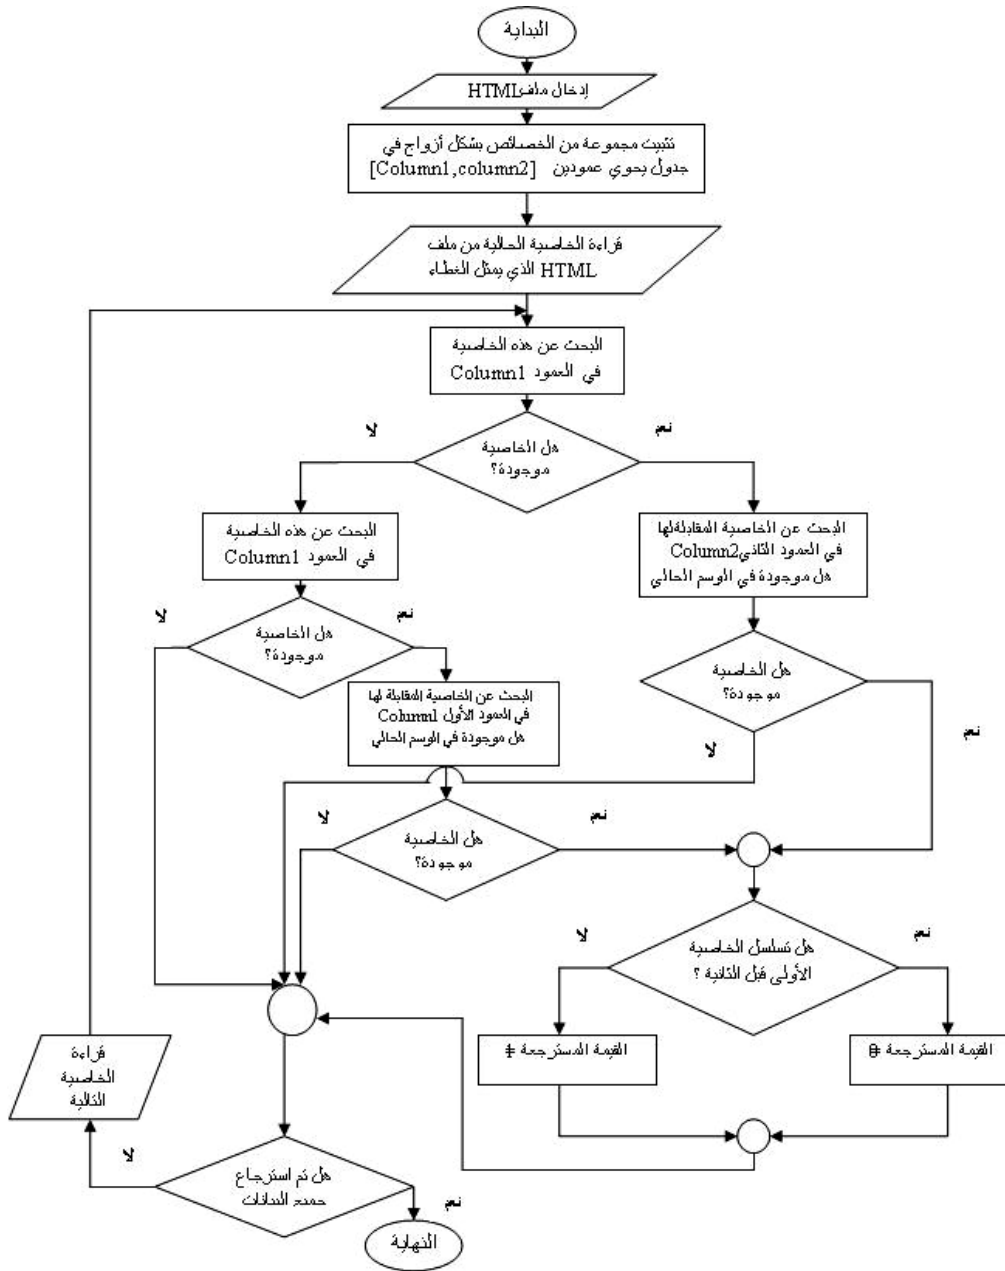 البداية
إدخال ملف HTML
تثبيت مجموعة من الخصائص بشكل أزواج في
جدول يحوي عمودين [Column1,column2]
قراءة الخاصية الحالية من ملف
HTML الذي يمثل الغطاء
البحث عن هذه الخاصية
في العمود Column1
لا
نعم
هل الخاصية
موجودة؟
البحث عن هذه الخاصية
في العمود Column1
البحث عن الخاصية المقابلة لها
في العمود الثاني Column2
هل موجودة في الوسم الحالي
لا
نعم
هل الخاصية
موجودة؟
هل الخاصية
موجودة؟
البحث عن الخاصية المقابلة لها
في العمود الأول Column1
هل موجودة في الوسم الحالي
لا
نعم
لا
نعم
هل الخاصية
موجودة؟
لا
نعم
هل تسلسل الخاصية
الأولى قبل الثانية ؟
القيمة المسترجعة
القيمة المسترجعة
قراءة
الخاصية
التالية
لا
هل تم استرجاع
جميع البيانات
نعم
النهاية